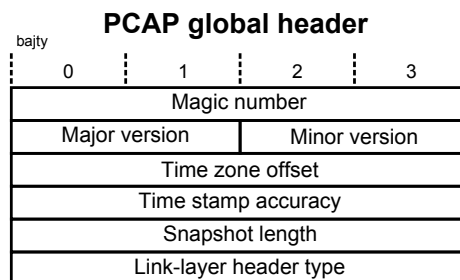 PCAP global header
bajty
0 1 2 3
Magic number
Major version Minor version
Time zone offset
Time stamp accuracy
Snapshot length
Link-layer header type